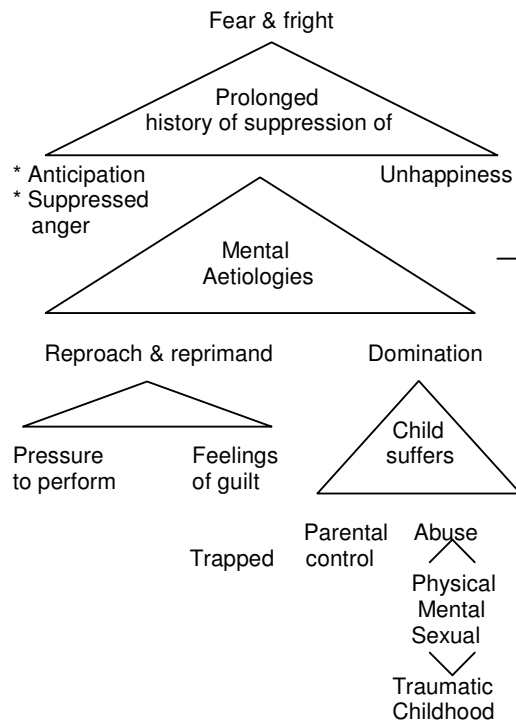 Fear & fright
Prolonged
history of suppression of
* Anticipation
* Suppressed
anger
Unhappiness
Mental
Aetiologies
Reproach & reprimand
Domination
Pressure
to perform
Feelings
of guilt
Child
suffers
Trapped
Parental
control
Abuse
Physical
Mental
Sexual
Traumatic
Childhood